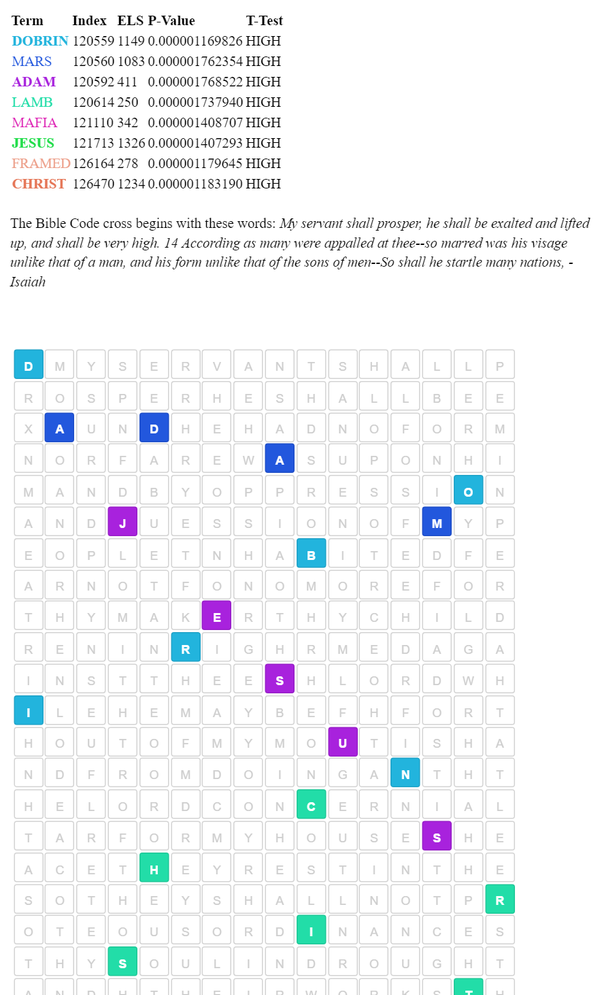 Term Index ELS P-Value T-Test
DOBRIN 120559 1149 0.000001169826 HIGH
MARS 120560 1083 0.000001762354 HIGH
ADAM 120592 411 0.000001768522 HIGH
LAMB 120614 250 0.000001737940 HIGH
MAFIA 121110 342 0.000001408707 HIGH
JESUS 121713 1326 0.000001407293 HIGH
FRAMED 126164 278 0.000001179645 HIGH
CHRIST 126470 1234 0.000001183190 HIGH
The Bible Code cross begins with these words: My servant shall prosper, he shall be exalted and lifted
up, and shall be very high. 14 According as many were appalled at thee--so marred was his visage
unlike that of a man, and his form unlike that of the sons of men--So shall he startle many nations, -
Isaiah
D M Y S E R V A N T S H A L L P
R O S P E R H E S H A L L B E E
X A U N D H E H A D N O F O R M
N O R F A R E W A S U P O N H I
M A N D B Y O P P R E S S I O N
A N D J U E S S I O N O F M Y P
E O P L E T N H A B I T E D F E
A R N O T F O N O M O R E F O R
T H Y M A K E R T H Y C H I L D
R E N I N R I G H R M E D A G A
I N S T T H E E S H L O R D W H
I L E H E M A Y B E F H F O R T
H O U T O F M Y M O U T I S H A
N D F R O M D O I N G A N T H T
H E L O R D C O N C E R N I A L
T A R F O R M Y H O U S E S H E
A C E T H E Y R E S T I N T H E
S O T H E Y S H A L L N O T P R
O T E O U S O R D I N A N C E S
T H Y S O U L I N D R O U G H T